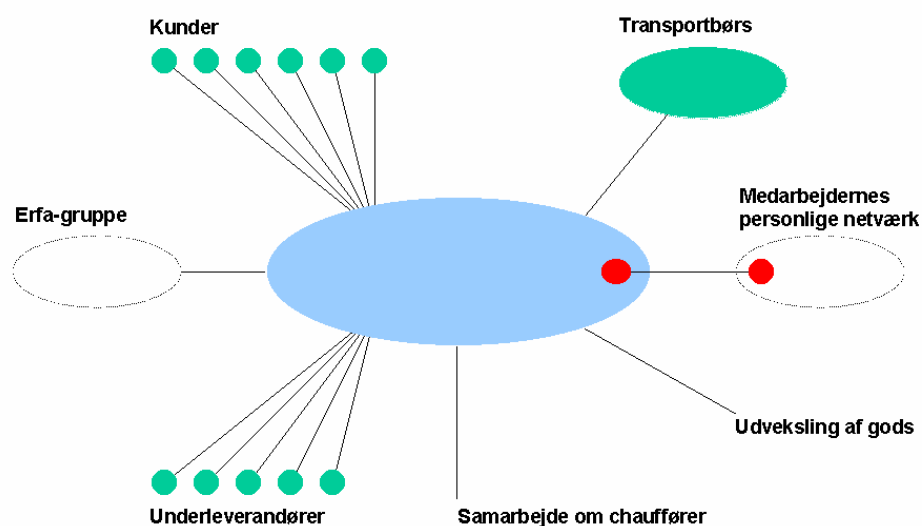 Kunder
Transportbørs
Erfa-gruppe
Medarbejdernes
personlige netværk
Udveksling af gods
Underleverandører
Samarbejde om chauffører